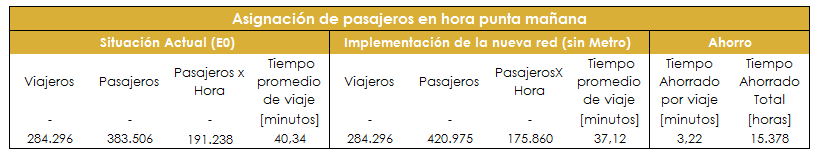 Asignación de pasajeros en hora punta mañana
Situación Actual (E0) Implementación de la nueva red (sin Metro) Ahorro
Viajeros Pasajeros Pasajeros x Hora Tiempo promedio de viaje Viajeros Pasajeros PasajerosX Hora Tiempo promedio de viaje Tiempo Ahorrado por viaje Tiempo Ahorrado Total
- - - [minutos] - - - [minutos] [minutos] [horas]
284.296 383.506 191.238 40,34 284.296 420.975 175.860 37,12 3,22 15.378